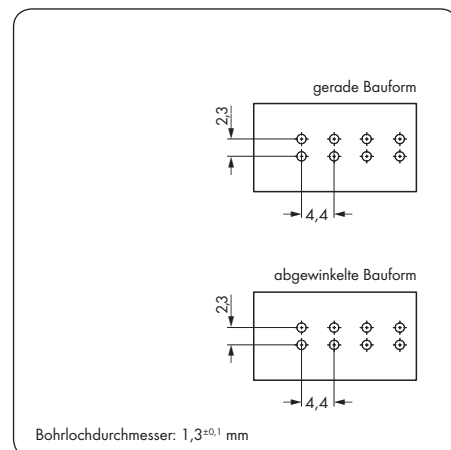 gerade Bauform
2,3
4,4
abgewinkelte Bauform
2,3
4,4
Bohrlochdurchmesser: 1,3±0,1 mm